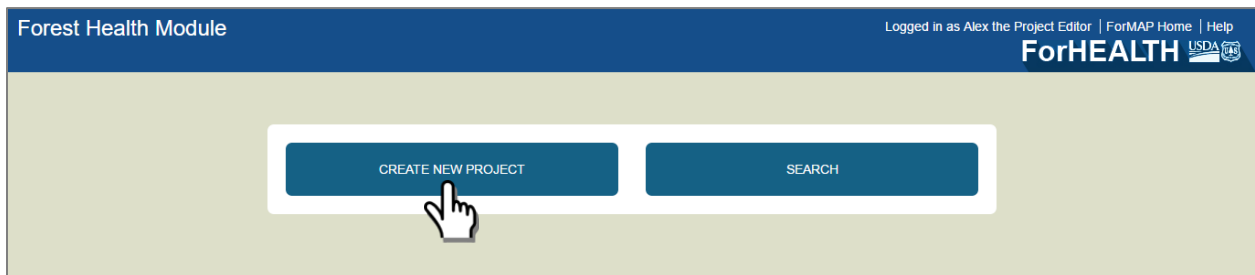 Forest Health Module
Logged in as Alex the Project Editor | ForMAP Home | Help
ForHEALTH USDA UAS
CREATE NEW PROJECT
SEARCH